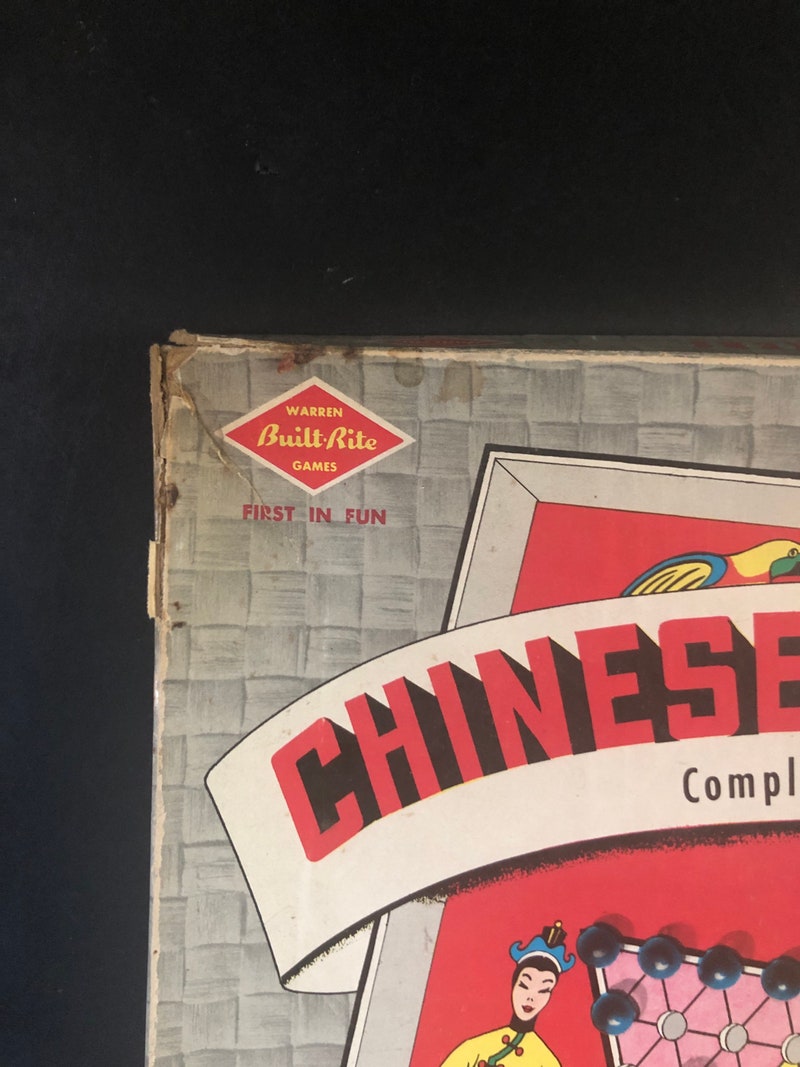 WARREN
Built-Rite
GAMES
FIRST IN FUN
CHINESE
Compl